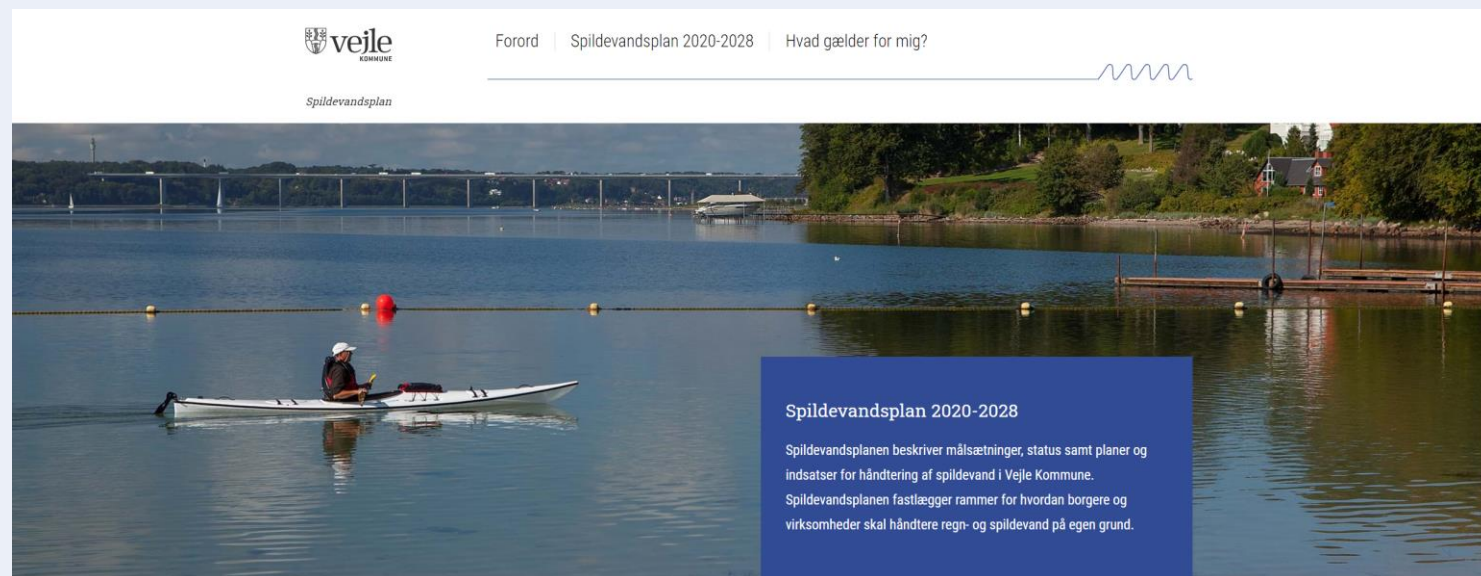 vejle
KOMMUNE
Spildevandsplan
Forord
Spildevandsplan 2020-2028
Hvad gælder for mig?
Spildevandsplan 2020-2028
Spildevandsplanen beskriver målsætninger, status samt planer og
indsatser for håndtering af spildevand i Vejle Kommune.
Spildevandsplanen fastlægger rammer for hvordan borgere og
virksomheder skal håndtere regn- og spildevand på egen grund.